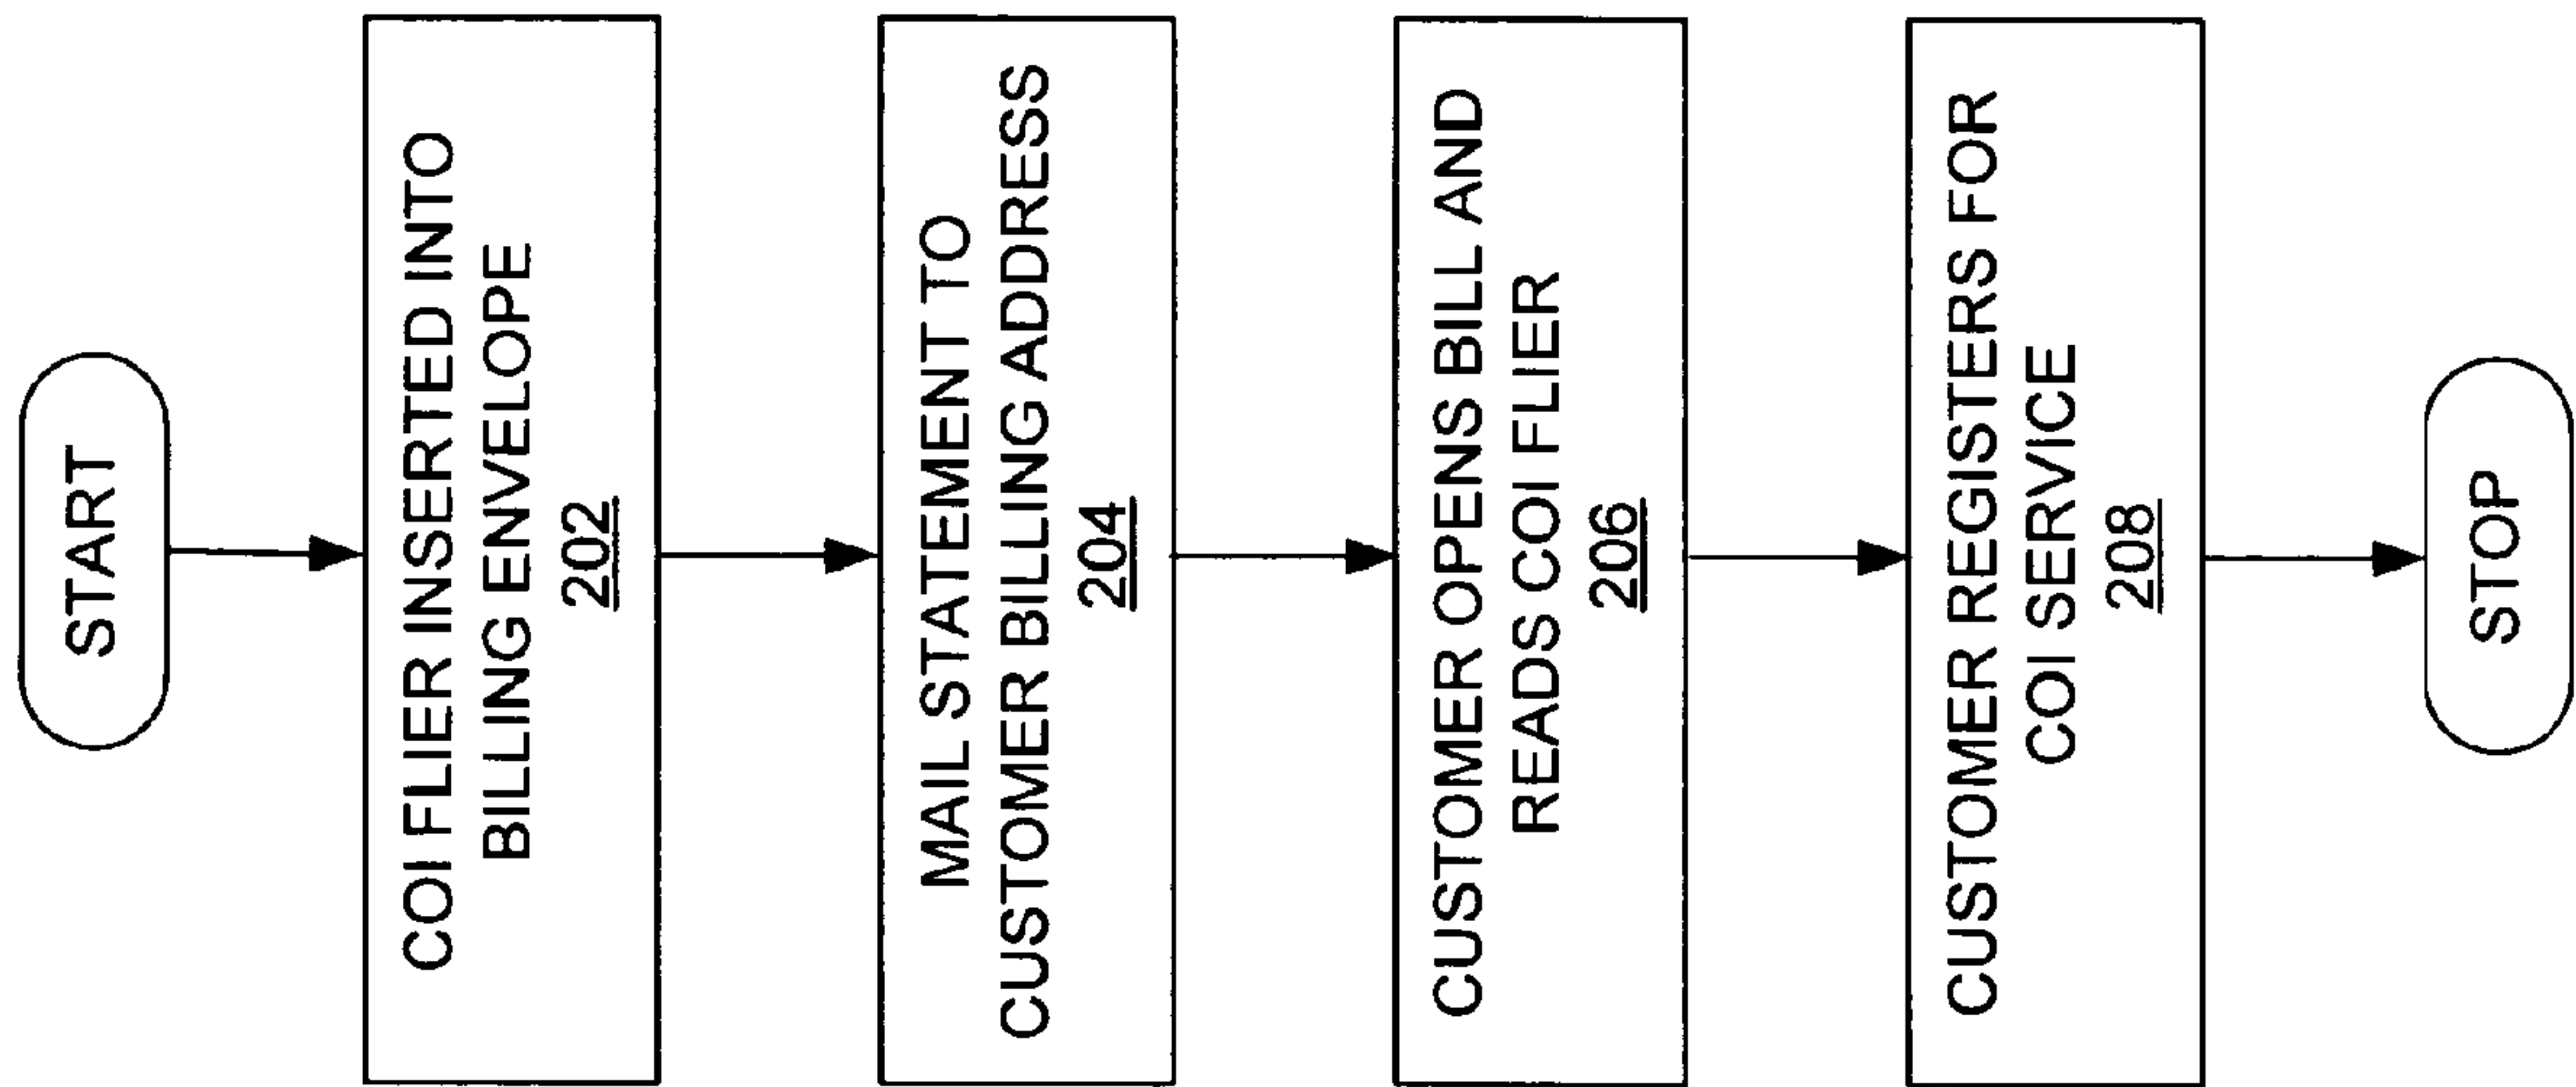 START
COI FLIER INSERTED INTO
BILLING ENVELOPE
202
MAIL STATEMENT TO
CUSTOMER BILLING ADDRESS
204
CUSTOMER OPENS BILL AND
READS COI FLIER
206
CUSTOMER REGISTERS FOR
COI SERVICE
208
STOP